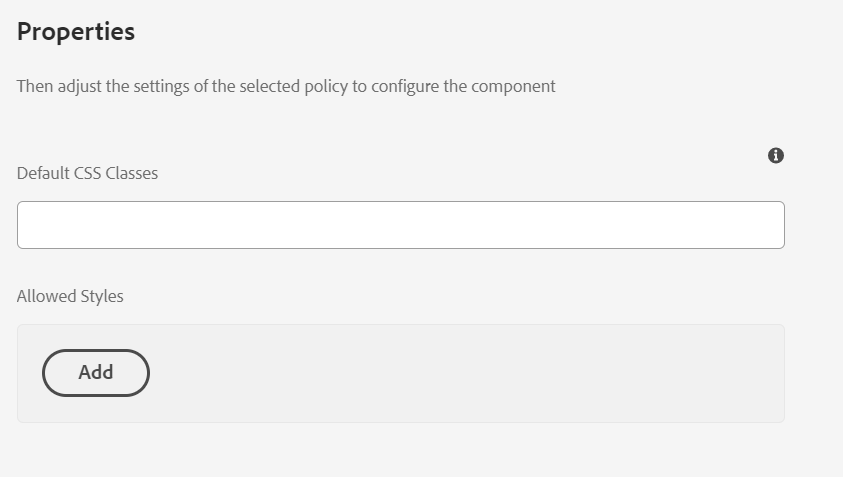 Properties
Then adjust the settings of the selected policy to configure the component
Default CSS Classes
Allowed Styles
Add